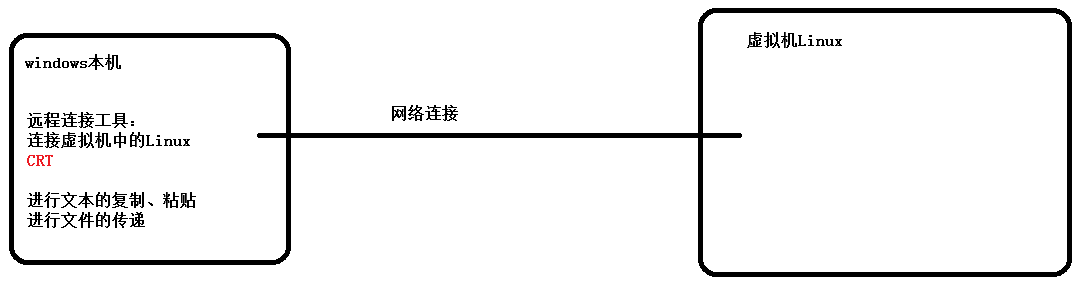 windows本机
远程连接工具:
连接虚拟机中的Linux
CRT
进行文本的复制、粘贴
进行文件的传递
网络连接
虚拟机Linux